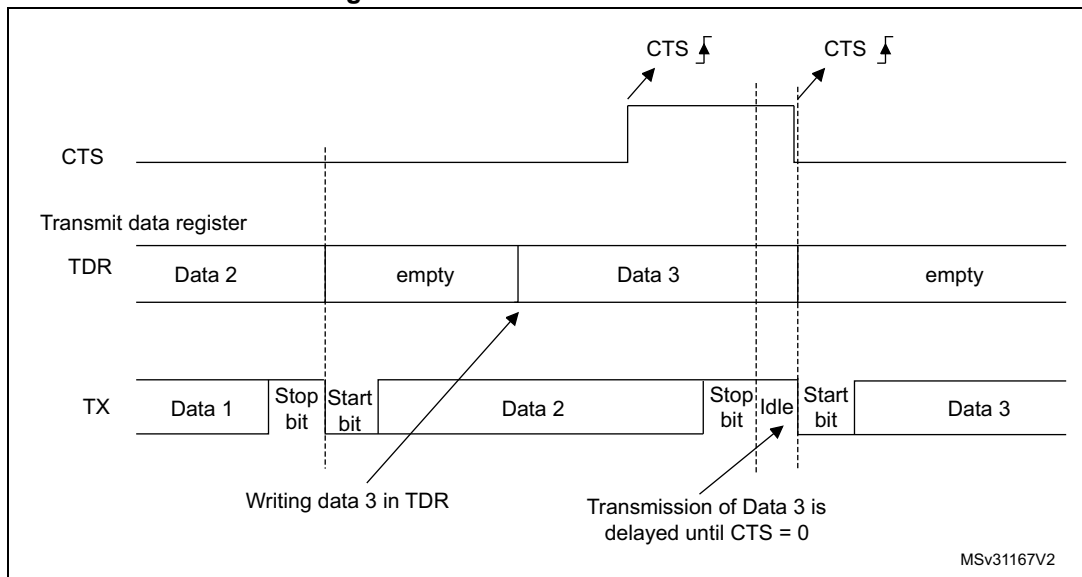 CTS CTS
CTS
Transmit data register
TDR Data 2 empty Data 3 empty
TX Data 1 Stop bit Start bit Data 2 Stop bit Idle Start bit Data 3
Writing data 3 in TDR
Transmission of Data 3 is
delayed until CTS = 0
MSv31167V2